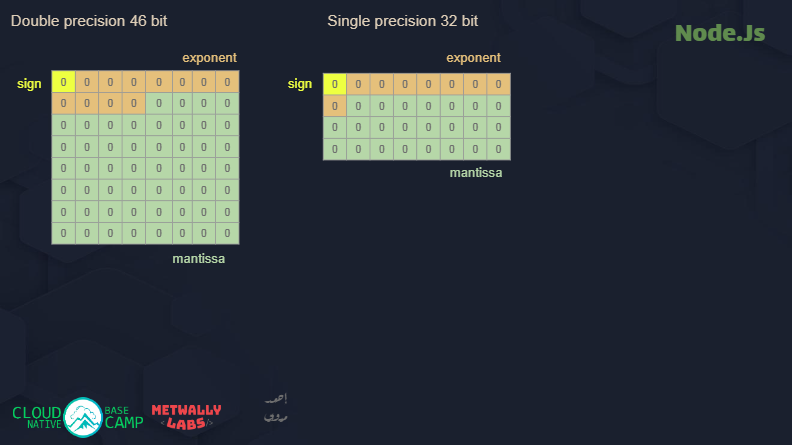 Double precision 46 bit
Single precision 32 bit
Node.Js
exponent
sign
0 0 0 0 0 0 0 0
0 0 0 0 0 0 0 0
0 0 0 0 0 0 0 0
0 0 0 0 0 0 0 0
0 0 0 0 0 0 0 0
0 0 0 0 0 0 0 0
0 0 0 0 0 0 0 0
0 0 0 0 0 0 0 0
mantissa
exponent
sign
0 0 0 0 0 0 0 0
0 0 0 0 0 0 0 0
0 0 0 0 0 0 0 0
0 0 0 0 0 0 0 0
mantissa
CLOUD NATIVE
BASE CAMP
METWALLY
LABS